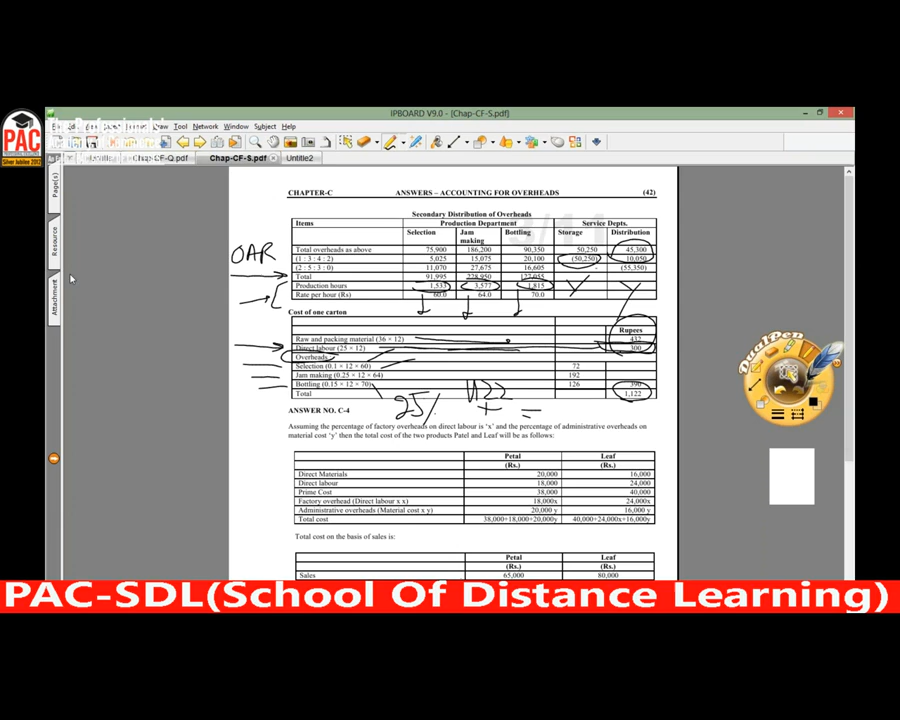 IPBOARD V9.0 - [Chap-CF-S.pdf]
Draw Tool Network Window Subject Help
PAC
Silver Jubilee 2012
Chap-CF-Q.pdf Chap-CF-S.pdf Untitle2
Page(s)
Resource
Attachment
CHAPTER-C ANSWERS – ACCOUNTING FOR OVERHEADS (42)
Secondary Distribution of Overheads
Items Production Department Service Depts.
Selection Jam making Bottling Storage Distribution
Total overheads as above 75,900 186,200 90,350 50,250 45,300
(1 : 3 : 4 : 2) 5,025 15,075 20,100 (50,250) 10,050
(2 : 5 : 3 : 0) 11,070 27,675 16,605 (55,350)
Total 91,995 228,950 127,055
Production hours 1,533 3,577 1,815
Rate per hour (Rs) 60.0 64.0 70.0
OAR
Cost of one carton
Rupees
Raw and packing material (36 × 12) 432
Direct labour (25 × 12) 300
Overheads
Selection (0.1 × 12 × 60) 72
Jam making (0.25 × 12 × 64) 192
Bottling (0.15 × 12 × 70) 126 390
Total 1,122
25% 1122
+ =
ANSWER NO. C-4
Assuming the percentage of factory overheads on direct labour is 'x' and the percentage of administrative overheads on
material cost 'y' then the total cost of the two products Patel and Leaf will be as follows:
Petal Leaf
(Rs.) (Rs.)
Direct Materials 20,000 16,000
Direct labour 18,000 24,000
Prime Cost 38,000 40,000
Factory overhead (Direct labour x x) 18,000x 24,000x
Administrative overheads (Material cost x y) 20,000 y 16,000 y
Total cost 38,000+18,000+20,000y 40,000+24,000x+16,000y
Total cost on the basis of sales is:
Petal Leaf
(Rs.) (Rs.)
Sales 65,000 80,000
DualPen
PAC-SDL(School Of Distance Learning)